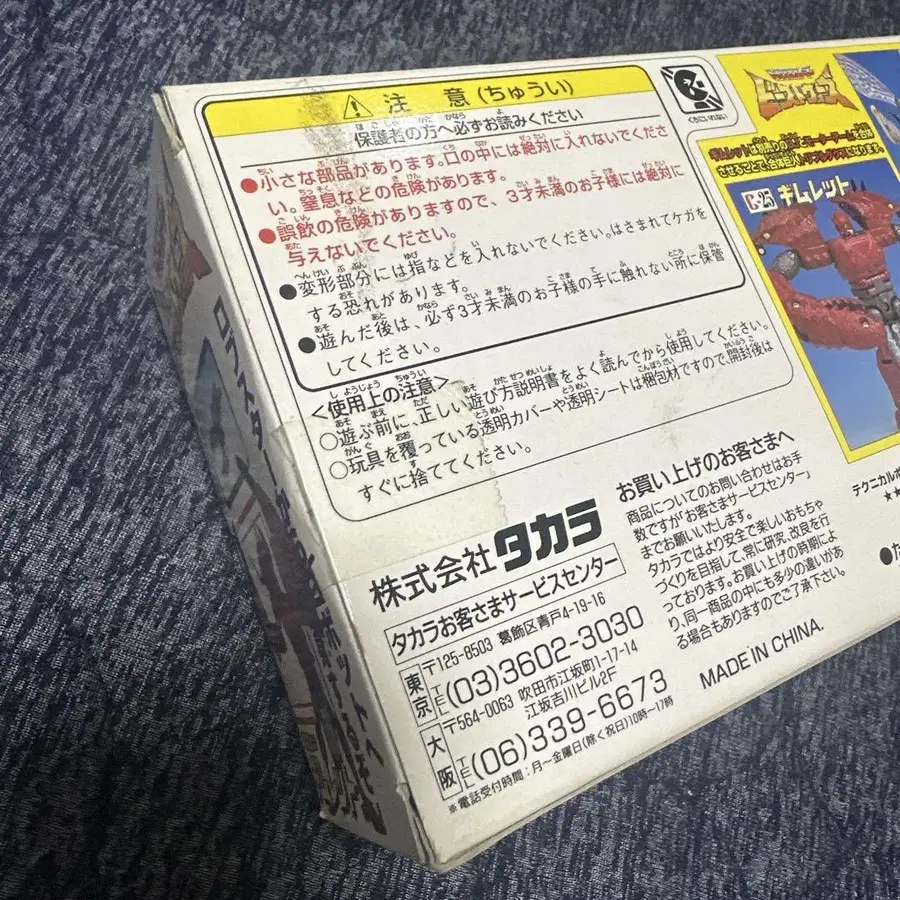 注意(ちゅうい)
保護者の方へ必ずお読みください
●小さな部品があります。口の中には絶対に入れないでくださ
い。窒息などの危険があります。
●誤飲の危険がありますので、3才未満のお子様には絶対に
与えないでください。
●変形部分には指などを入れないでください。はさまれてケガを
する恐れがあります。
●遊んだ後は、必ず3才未満のお子様の手に触れない所に保管
してください。
<使用上の注意>
○遊ぶ前に、正しい遊び方説明書をよく読んでから使用してください。
○玩具を覆っている透明カバーや透明シートは梱包材ですので、開封後は
すぐに捨ててください。
くちにいれない
C-25 ギムレット
株式会社タカラ
タカラお客さまサービスセンター
東京
〒125-8503 葛飾区青戸4-19-16
TEL(03)3602-3030
大阪
〒564-0063 吹田市江坂町1-17-14
江坂吉川ビル2F
TEL(06)339-6673
※電話受付時間:月〜金曜日(除く祝日)10時〜17時
お買い上げのお客さまへ
商品についてのお問い合わせはお手
数ですが「お客さまサービスセンター」
までお願いいたします。
タカラではより安全で楽しいおもちゃ
づくりを目指して、常に研究、改良を行
っております。お買い上げの時期によ
り、同一商品の中にも多少の違いがあ
る場合もありますのでご了承下さい。
MADE IN CHINA.